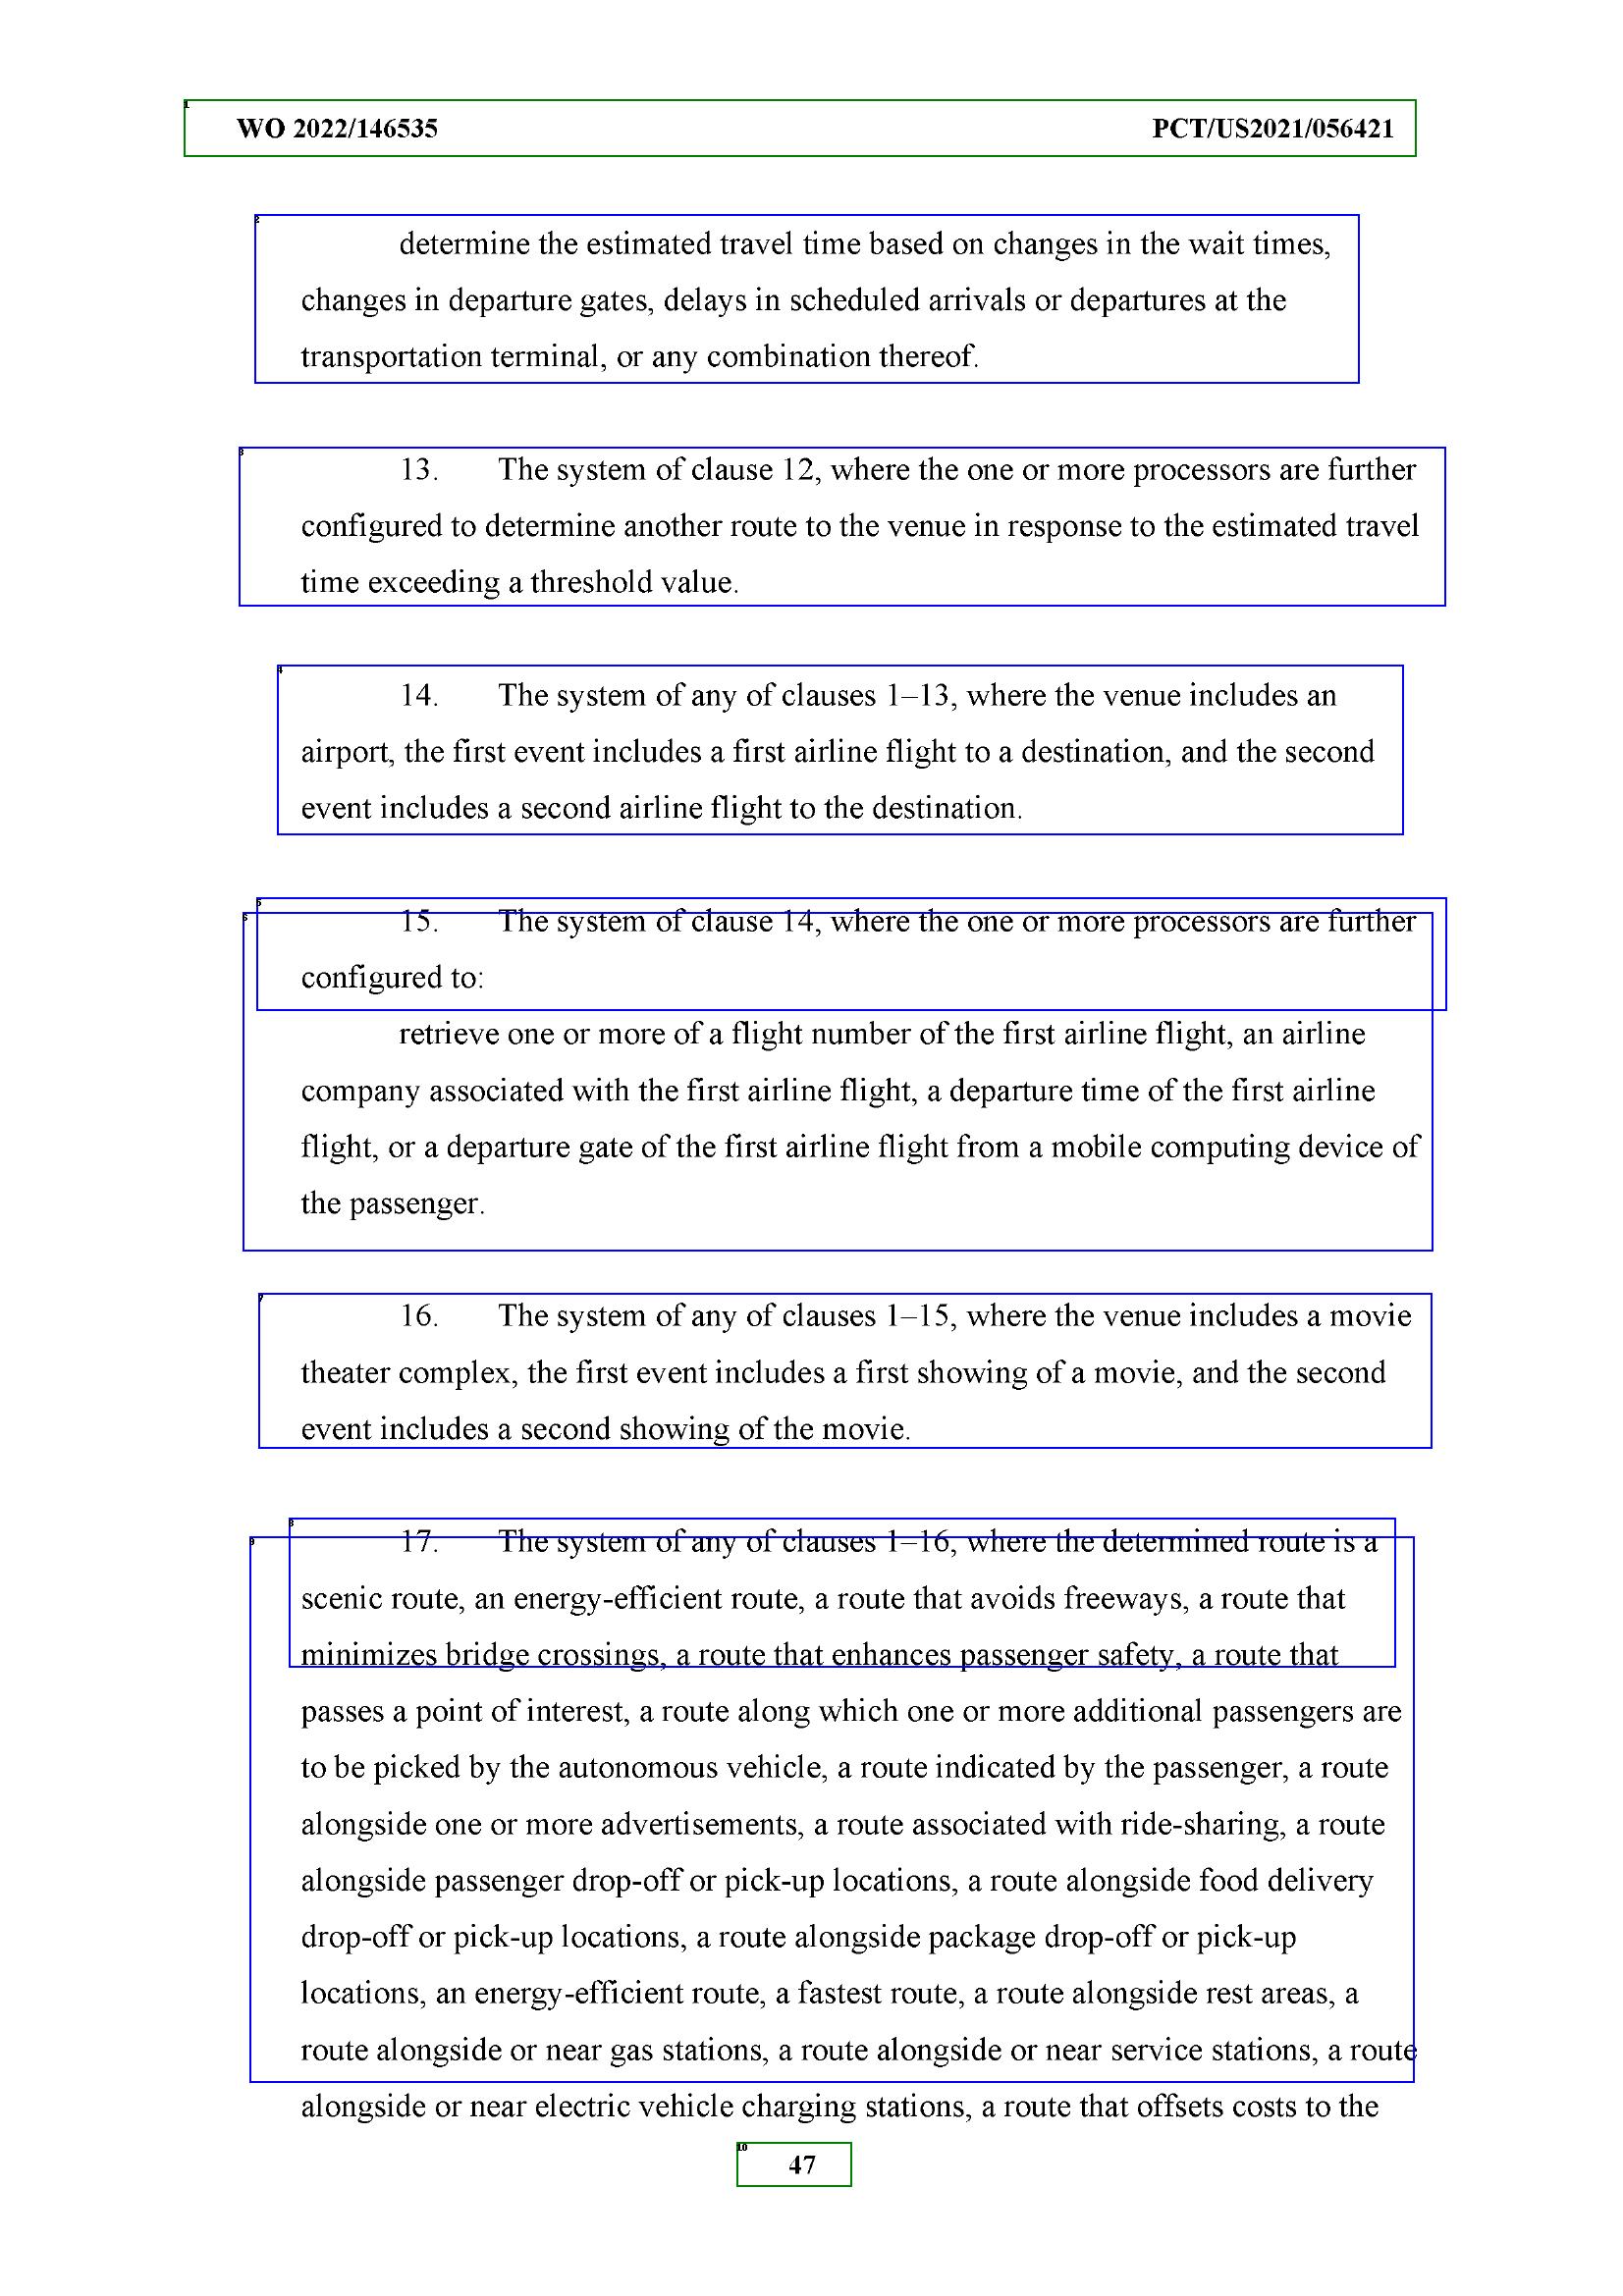 1
WO 2022/146535 PCT/US2021/056421
2
determine the estimated travel time based on changes in the wait times,
changes in departure gates, delays in scheduled arrivals or departures at the
transportation terminal, or any combination thereof.
3
13. The system of clause 12, where the one or more processors are further
configured to determine another route to the venue in response to the estimated travel
time exceeding a threshold value.
4
14. The system of any of clauses 1–13, where the venue includes an
airport, the first event includes a first airline flight to a destination, and the second
event includes a second airline flight to the destination.
15. The system of clause 14, where the one or more processors are further
configured to:
retrieve one or more of a flight number of the first airline flight, an airline
company associated with the first airline flight, a departure time of the first airline
flight, or a departure gate of the first airline flight from a mobile computing device of
the passenger.
7
16. The system of any of clauses 1–15, where the venue includes a movie
theater complex, the first event includes a first showing of a movie, and the second
event includes a second showing of the movie.
8
9
17. The system of any of clauses 1–16, where the determined route is a
scenic route, an energy-efficient route, a route that avoids freeways, a route that
minimizes bridge crossings, a route that enhances passenger safety, a route that
passes a point of interest, a route along which one or more additional passengers are
to be picked by the autonomous vehicle, a route indicated by the passenger, a route
alongside one or more advertisements, a route associated with ride-sharing, a route
alongside passenger drop-off or pick-up locations, a route alongside food delivery
drop-off or pick-up locations, a route alongside package drop-off or pick-up
locations, an energy-efficient route, a fastest route, a route alongside rest areas, a
route alongside or near gas stations, a route alongside or near service stations, a route
alongside or near electric vehicle charging stations, a route that offsets costs to the
10
47